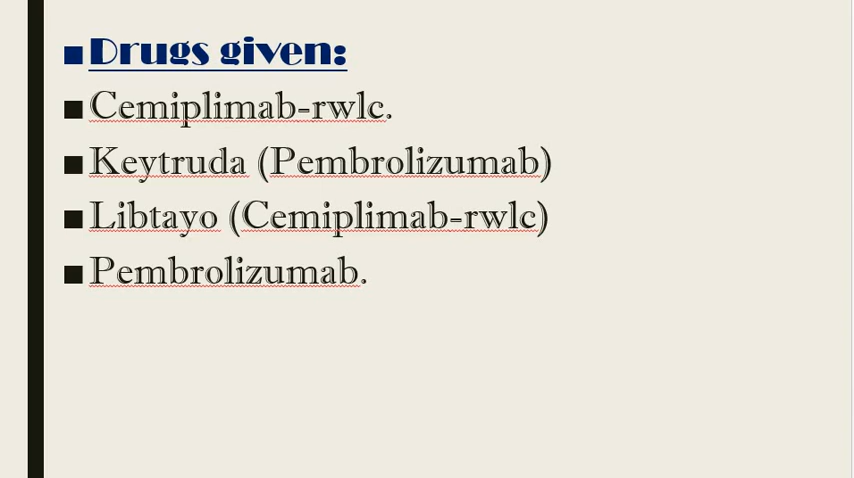 ■Drugs given:
■Cemiplimab-rwlc.
■Keytruda (Pembrolizumab)
■Libtayo (Cemiplimab-rwlc)
■Pembrolizumab.